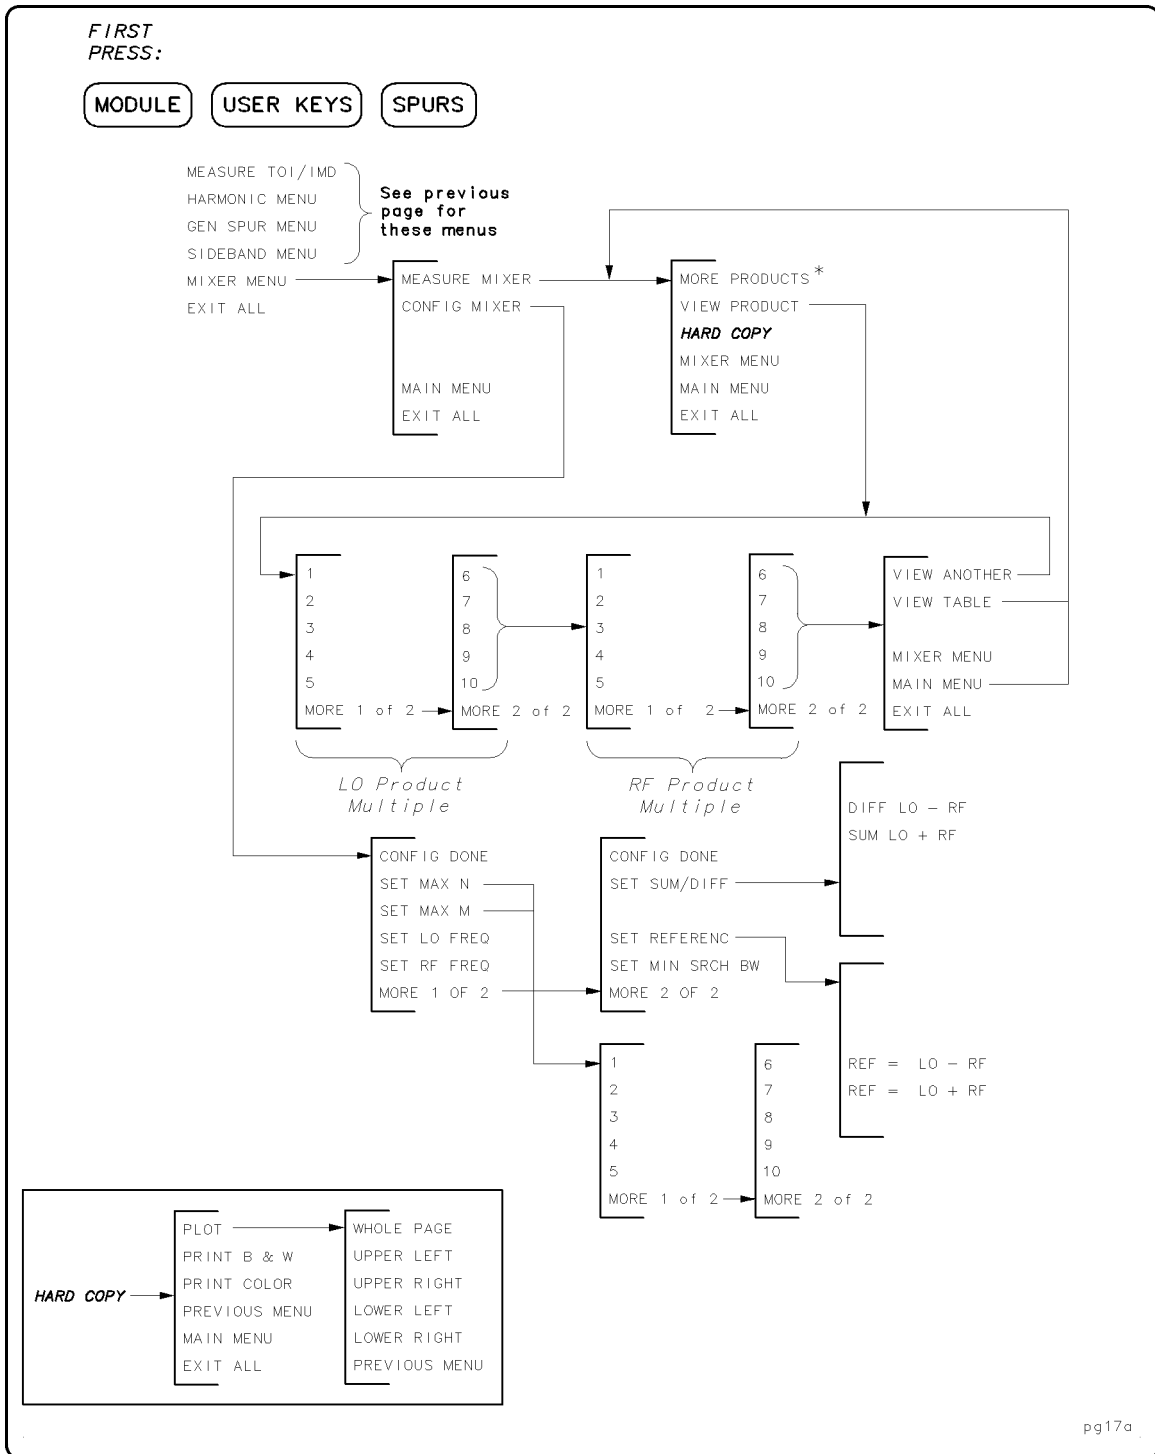 FIRST
PRESS:
MODULE USER KEYS SPURS
MEASURE TOI/IMD
HARMONIC MENU
GEN SPUR MENU
SIDEBAND MENU
MIXER MENU
EXIT ALL
See previous
page for
these menus
MEASURE MIXER
CONFIG MIXER
MAIN MENU
EXIT ALL
MORE PRODUCTS*
VIEW PRODUCT
HARD COPY
MIXER MENU
MAIN MENU
EXIT ALL
1
2
3
4
5
MORE 1 of 2
6
7
8
9
10
MORE 2 of 2
LO Product
Multiple
1
2
3
4
5
MORE 1 of 2
6
7
8
9
10
MORE 2 of 2
RF Product
Multiple
VIEW ANOTHER
VIEW TABLE
MIXER MENU
MAIN MENU
EXIT ALL
CONFIG DONE
SET MAX N
SET MAX M
SET LO FREQ
SET RF FREQ
MORE 1 OF 2
CONFIG DONE
SET SUM/DIFF
SET REFERENC
SET MIN SRCH BW
MORE 2 OF 2
DIFF LO - RF
SUM LO + RF
REF = LO - RF
REF = LO + RF
1
2
3
4
5
MORE 1 of 2
6
7
8
9
10
MORE 2 of 2
HARD COPY
PLOT
PRINT B & W
PRINT COLOR
PREVIOUS MENU
MAIN MENU
EXIT ALL
WHOLE PAGE
UPPER LEFT
UPPER RIGHT
LOWER LEFT
LOWER RIGHT
PREVIOUS MENU
pg17a